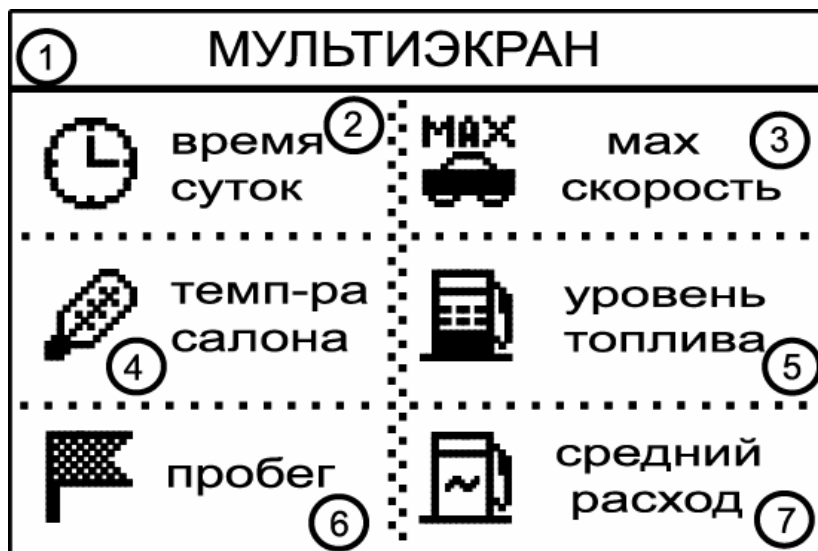 1 МУЛЬТИЭКРАН
время 2
суток
MAX
мах 3
скорость
темп-ра
салона
4
уровень
топлива
5
пробег
6
средний
расход
7